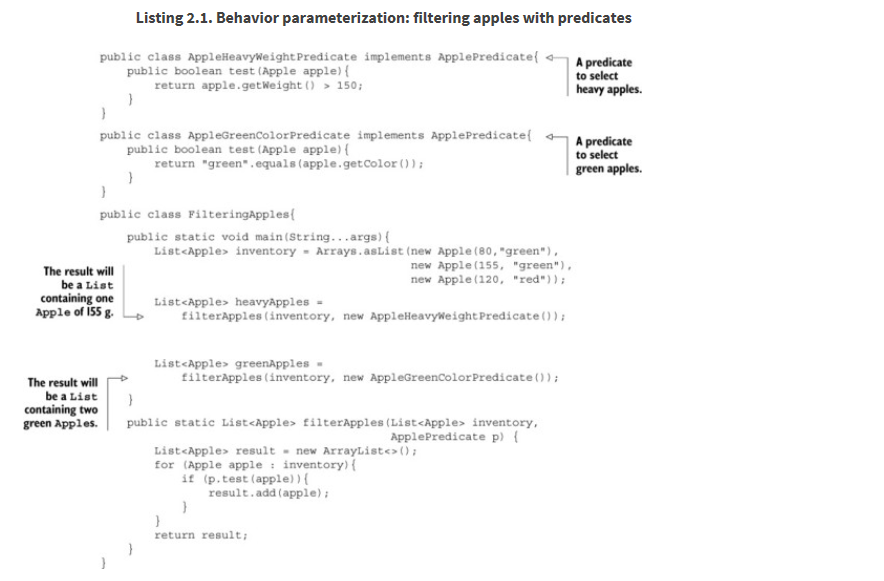 Listing 2.1. Behavior parameterization: filtering apples with predicates
public class AppleHeavyWeightPredicate implements ApplePredicate{
public boolean test(Apple apple){
return apple.getWeight() > 150;
}
}
A predicate
to select
heavy apples.
public class AppleGreenColorPredicate implements ApplePredicate{
public boolean test(Apple apple){
return "green".equals(apple.getColor());
}
}
A predicate
to select
green apples.
public class FilteringApples{
public static void main(String...args){
List<Apple> inventory = Arrays.asList(new Apple(80,"green"),
new Apple(155, "green"),
new Apple(120, "red"));
List<Apple> heavyApples =
filterApples(inventory, new AppleHeavyWeightPredicate());
The result will
be a List
containing one
Apple of 155 g.
List<Apple> greenApples =
filterApples(inventory, new AppleGreenColorPredicate());
}
The result will
be a List
containing two
green Apples.
public static List<Apple> filterApples(List<Apple> inventory,
ApplePredicate p) {
List<Apple> result = new ArrayList<>();
for (Apple apple : inventory){
if (p.test(apple)){
result.add(apple);
}
}
return result;
}
}